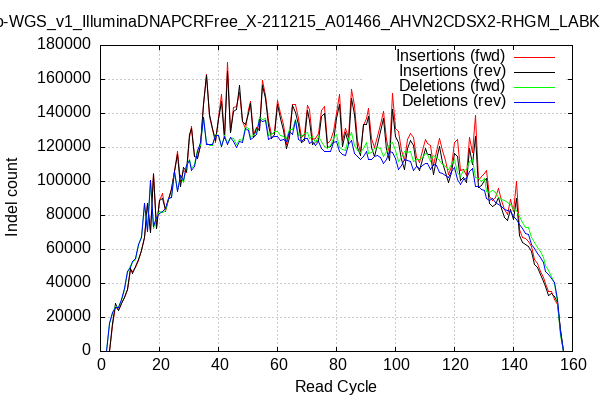 o-WGS_v1_IlluminaDNAPCRFree_X-211215_A01466_AHVN2CDSX2-RHGM_LABK
180000
160000
140000
120000
100000
80000
60000
40000
20000
0
Indel count
Insertions (fwd)
Insertions (rev)
Deletions (fwd)
Deletions (rev)
0 20 40 60 80 100 120 140 160
Read Cycle